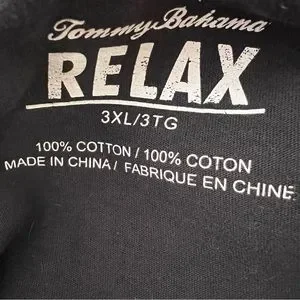 Tommy Bahama
RELAX
3XL/3TG
100% COTTON / 100% COTON
MADE IN CHINA / FABRIQUE EN CHINE